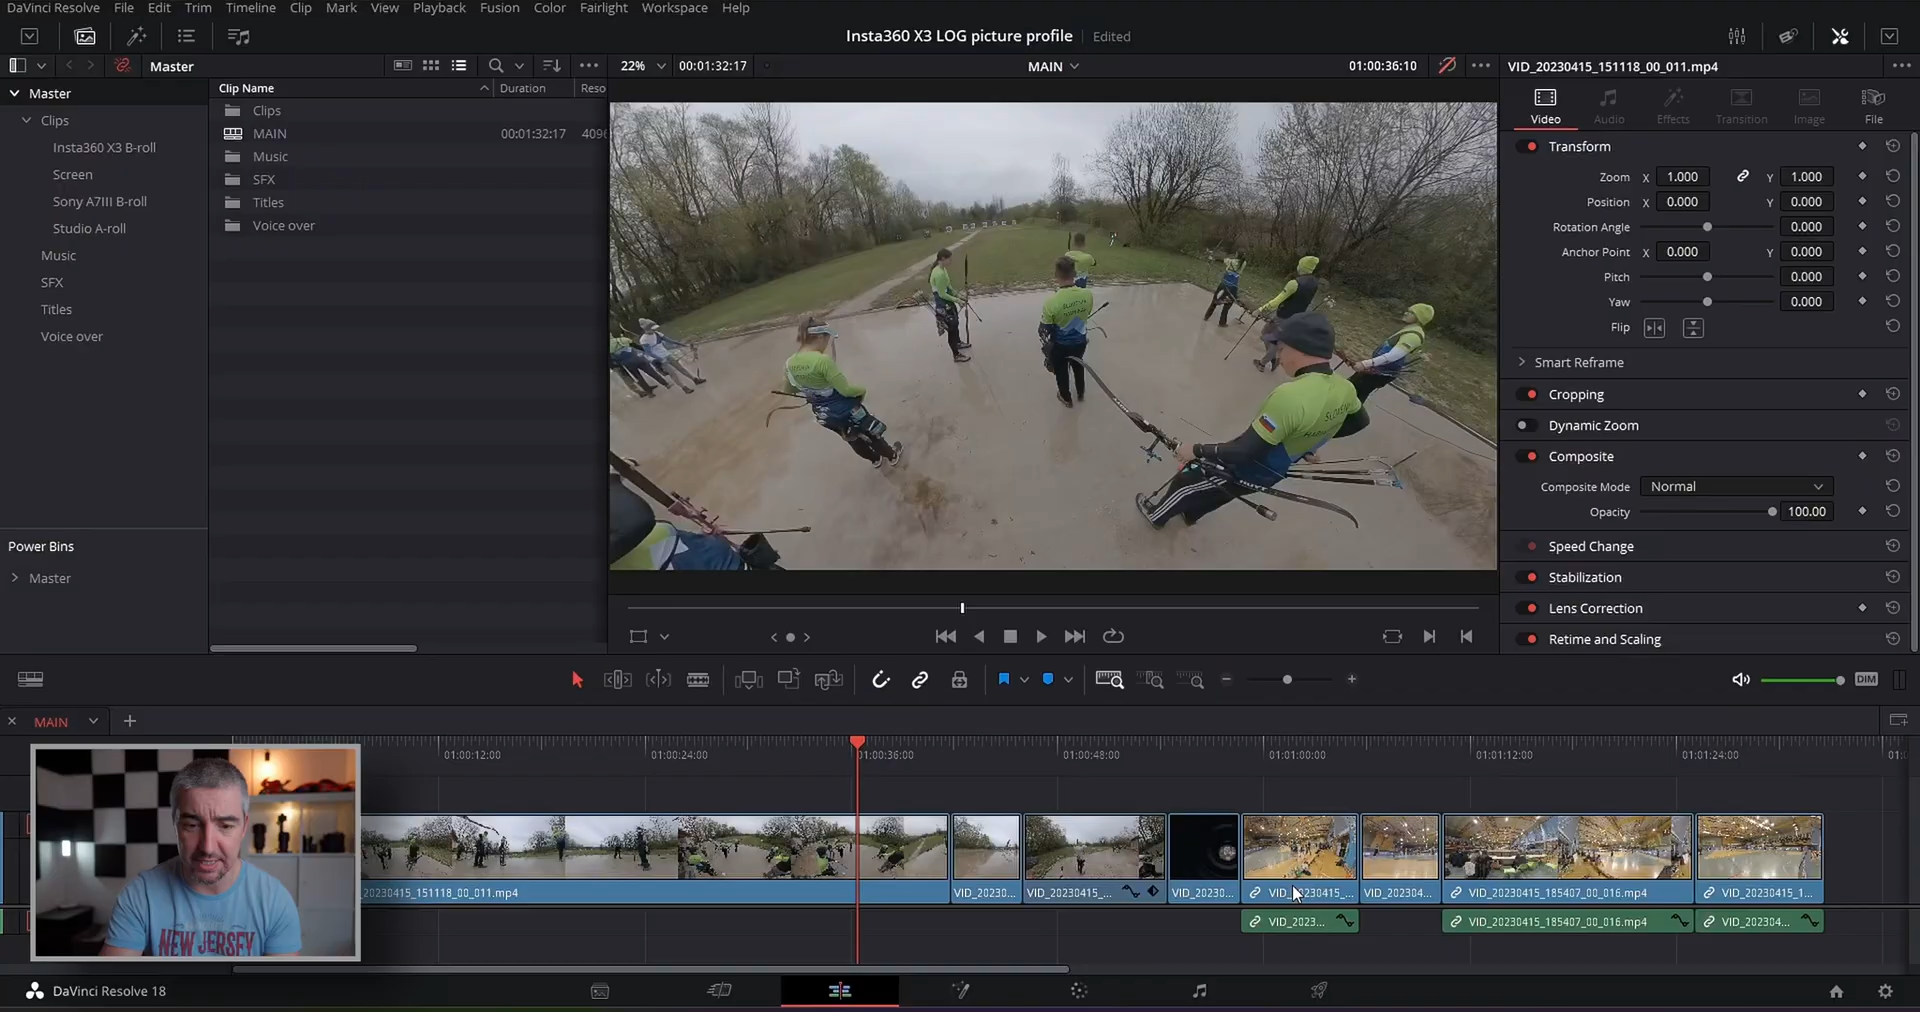 DaVinci Resolve File Edit Trim Timeline Clip Mark View Playback Fusion Color Fairlight Workspace Help
Insta360 X3 LOG picture profile Edited
Master
22% 00:01:32:17 MAIN 01:00:36:10
VID_20230415_151118_00_011.mp4
Master
Clips
Insta360 X3 B-roll
Screen
Sony A7III B-roll
Studio A-roll
Music
SFX
Titles
Voice over
Power Bins
Master
Clip Name Duration Reso
Clips
MAIN 00:01:32:17 409
Music
SFX
Titles
Voice over
Video Audio Effects Transition Image File
Transform
Zoom X 1.000 Y 1.000
Position X 0.000 Y 0.000
Rotation Angle 0.000
Anchor Point X 0.000 Y 0.000
Pitch 0.000
Yaw 0.000
Flip
Smart Reframe
Cropping
Dynamic Zoom
Composite
Composite Mode Normal
Opacity 100.00
Speed Change
Stabilization
Lens Correction
Retime and Scaling
DIM
MAIN
01:00:12:00 01:00:24:00 01:00:36:00 01:00:48:00 01:01:00:00 01:01:12:00 01:01:24:00
20230415_151118_00_011.mp4 VID_20230... VID_20230415_... VID_20230... VID_20230415_... VID_202304... VID_20230415_185407_00_016.mp4 VID_20230415_1...
VID_2023... VID_20230415_185407_00_016.mp4 VID_202304...
NEW JERSEY
DaVinci Resolve 18